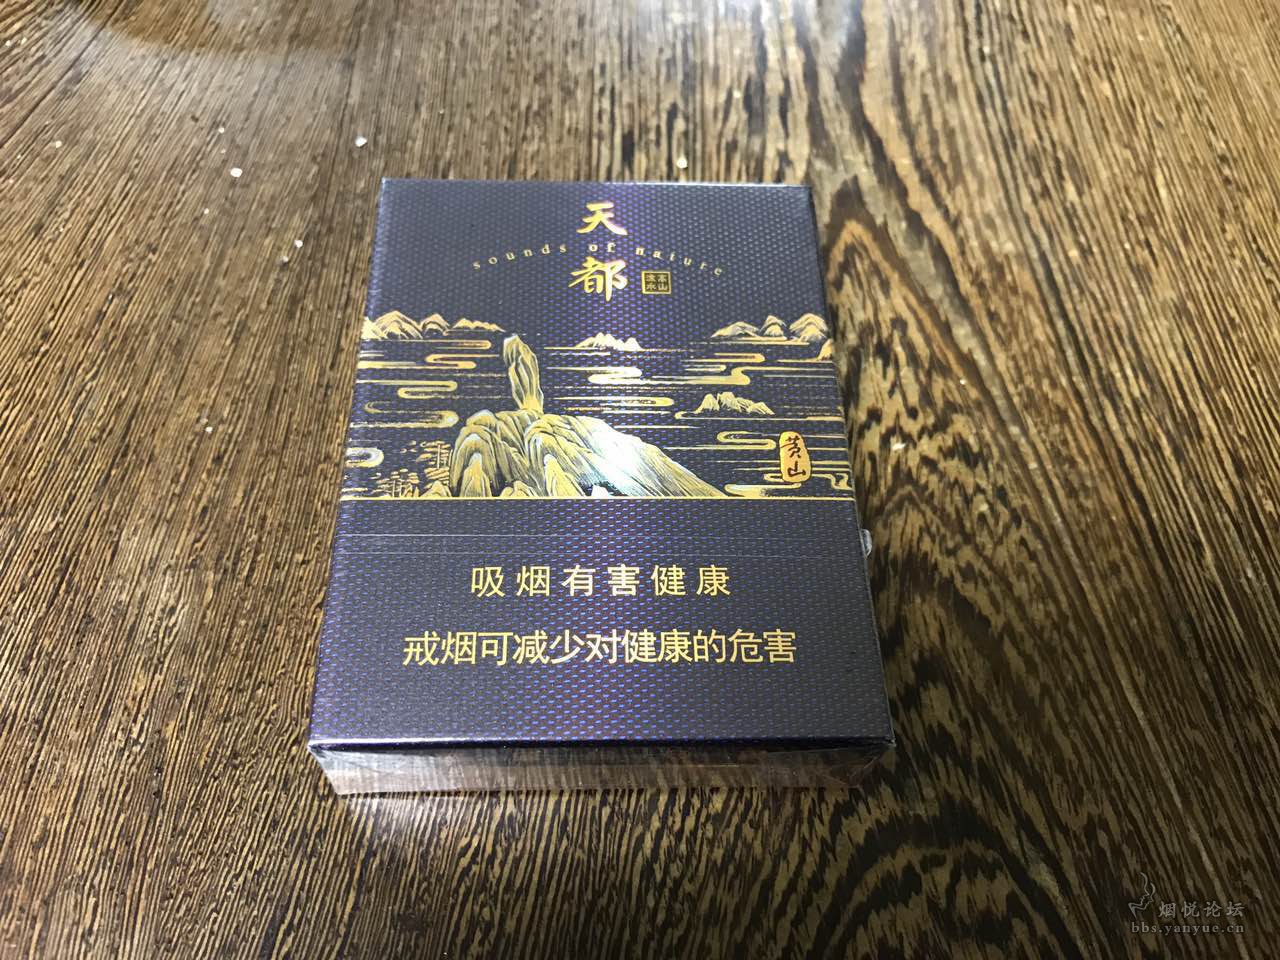 天
sounds of nature
都
高山
流水
黄山
吸烟有害健康
戒烟可减少对健康的危害
烟悦论坛
bbs.yanyue.cn